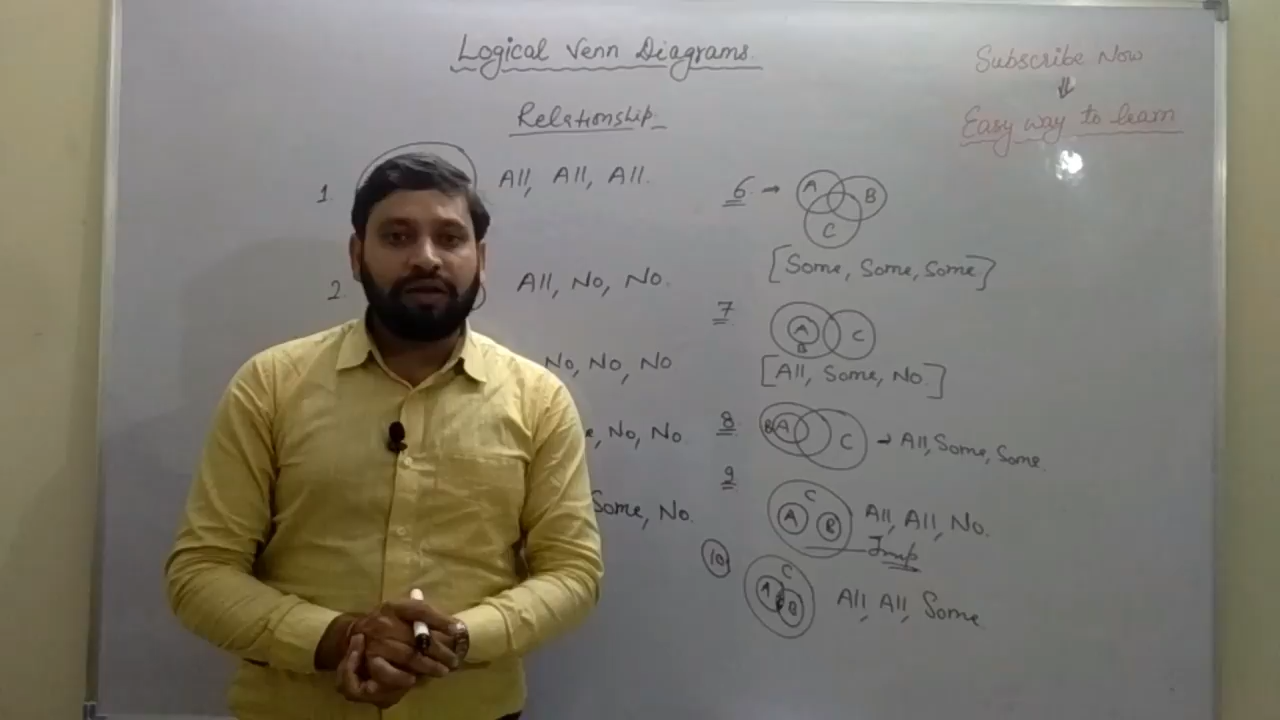 Logical Venn Diagrams
Relationship
Subscribe Now
Easy way to learn
1.
All, All, All.
2.
All, No, No.
No, No, No
, No, No.
Some, No.
6 →
A
B
C
[Some, Some, Some]
7
A
B
C
[All, Some, No.]
8
B A
C
→ All, Some, Some.
9
C
A
B
All, All, No.
Imp
10
C
A
B
All, All, Some